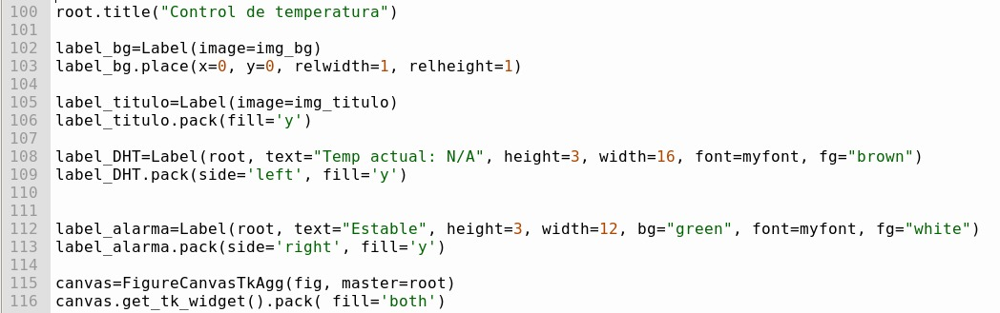 100 root.title("Control de temperatura")
101
102 label_bg=Label(image=img_bg)
103 label_bg.place(x=0, y=0, relwidth=1, relheight=1)
104
105 label_titulo=Label(image=img_titulo)
106 label_titulo.pack(fill='y')
107
108 label_DHT=Label(root, text="Temp actual: N/A", height=3, width=16, font=myfont, fg="brown")
109 label_DHT.pack(side='left', fill='y')
110
111
112 label_alarma=Label(root, text="Estable", height=3, width=12, bg="green", font=myfont, fg="white")
113 label_alarma.pack(side='right', fill='y')
114
115 canvas=FigureCanvasTkAgg(fig, master=root)
116 canvas.get_tk_widget().pack( fill='both')